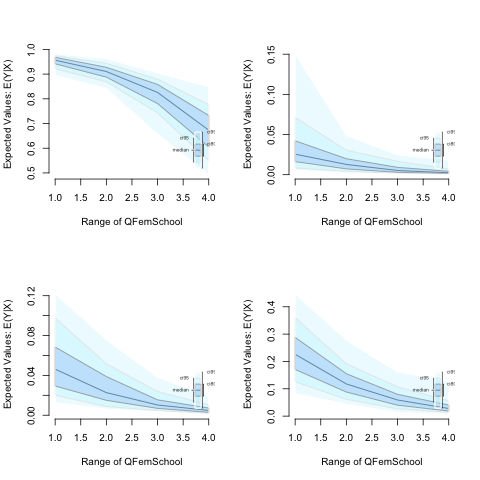 Expected Values: E(Y|X)
1.0
0.9
0.8
0.7
0.6
0.5
ci95
median
1.0 1.5 2.0 2.5 3.0 3.5 4.0
Range of QFemSchool
Expected Values: E(Y|X)
0.15
0.10
0.05
0.00
ci95
median
1.0 1.5 2.0 2.5 3.0 3.5 4.0
Range of QFemSchool
Expected Values: E(Y|X)
0.12
0.08
0.04
0.00
ci95
median
1.0 1.5 2.0 2.5 3.0 3.5 4.0
Range of QFemSchool
Expected Values: E(Y|X)
0.4
0.3
0.2
0.1
0.0
ci95
median
1.0 1.5 2.0 2.5 3.0 3.5 4.0
Range of QFemSchool